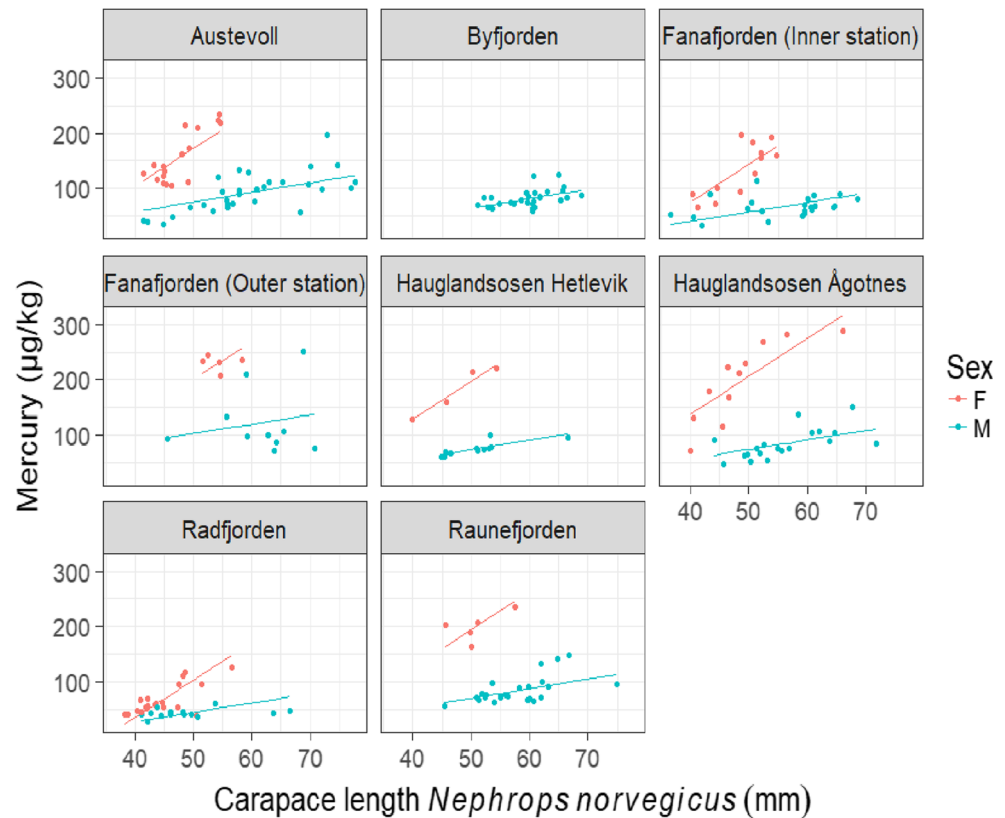 Austevoll Byfjorden Fanafjorden (Inner station)
300
200
100
Fanafjorden (Outer station) Hauglandsosen Hetlevik Hauglandsosen Ågotnes
300
200
100
40 50 60 70
Radfjorden Raunefjorden
300
200
100
40 50 60 70 40 50 60 70
Mercury (µg/kg)
Carapace length Nephrops norvegicus (mm)
Sex
F
M